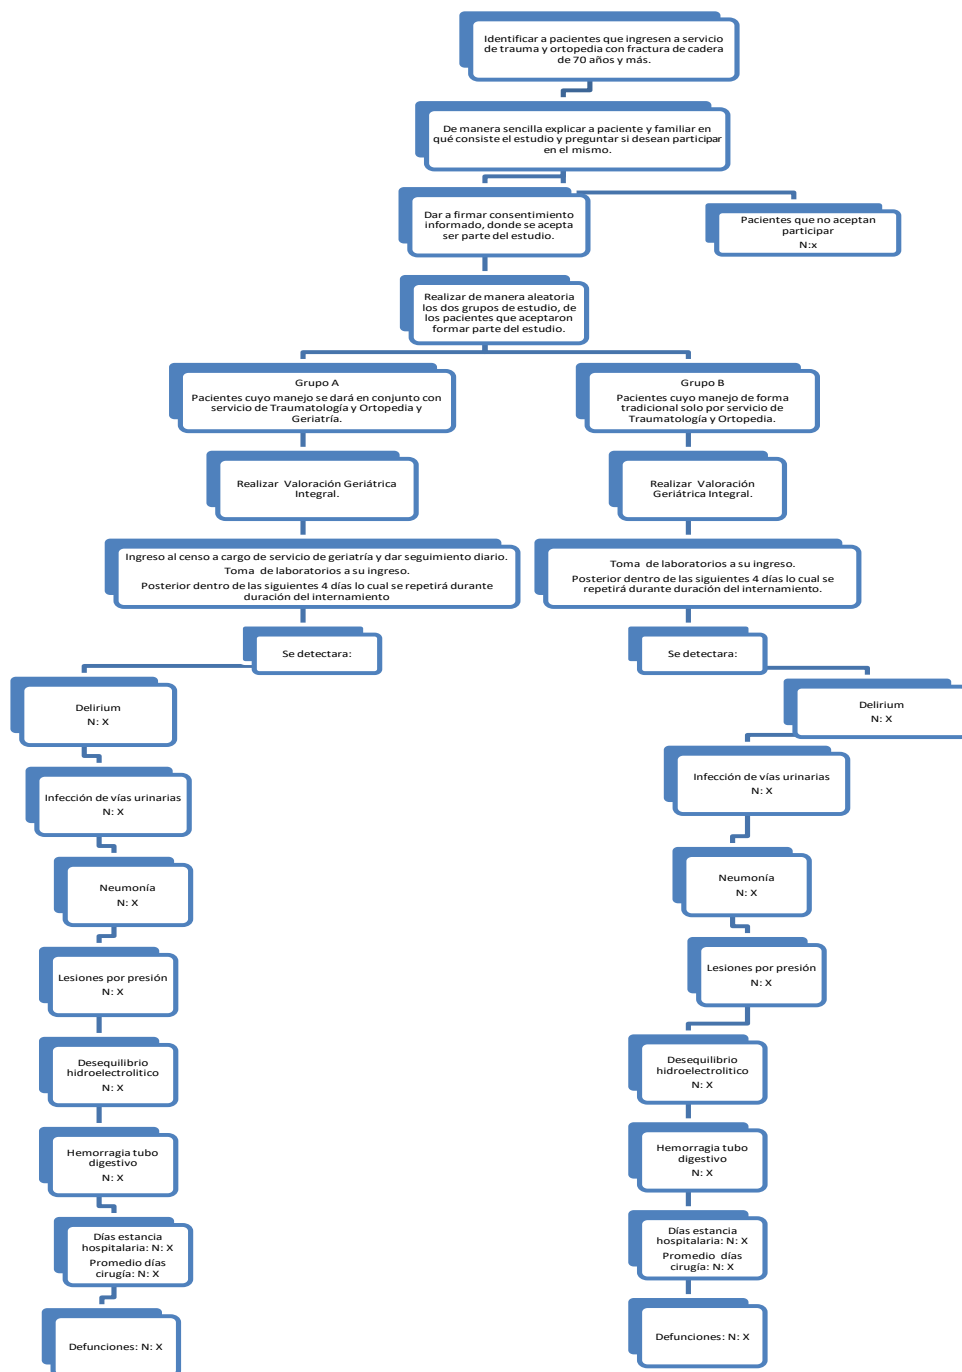 Identificar a pacientes que ingresen a servicio
de trauma y ortopedia con fractura de cadera
de 70 años y más.
De manera sencilla explicar a paciente y familiar en
qué consiste el estudio y preguntar si desean participar
en el mismo.
Dar a firmar consentimiento
informado, donde se acepta
ser parte del estudio.
Pacientes que no aceptan
participar
N:x
Realizar de manera aleatoria
los dos grupos de estudio, de
los pacientes que aceptaron
formar parte del estudio.
Grupo A
Pacientes cuyo manejo se dará en conjunto con
servicio de Traumatología y Ortopedia y
Geriatría.
Grupo B
Pacientes cuyo manejo de forma
tradicional solo por servicio de
Traumatología y Ortopedia.
Realizar Valoración Geriátrica
Integral.
Realizar Valoración
Geriátrica Integral.
Ingreso al censo a cargo de servicio de geriatría y dar seguimiento diario.
Toma de laboratorios a su ingreso.
Posterior dentro de las siguientes 4 días lo cual se repetirá durante
duración del internamiento
Toma de laboratorios a su ingreso.
Posterior dentro de las siguientes 4 días lo cual se
repetirá durante duración del internamiento.
Se detectara:
Se detectara:
Delirium
N: X
Infección de vías urinarias
N: X
Neumonía
N: X
Lesiones por presión
N: X
Desequilibrio
hidroelectrolitico
N: X
Hemorragia tubo
digestivo
N: X
Días estancia
hospitalaria: N: X
Promedio días
cirugía: N: X
Defunciones: N: X
Delirium
N: X
Infección de vías urinarias
N: X
Neumonía
N: X
Lesiones por presión
N: X
Desequilibrio
hidroelectrolitico
N: X
Hemorragia tubo
digestivo
N: X
Días estancia
hospitalaria: N: X
Promedio días
cirugía: N: X
Defunciones: N: X